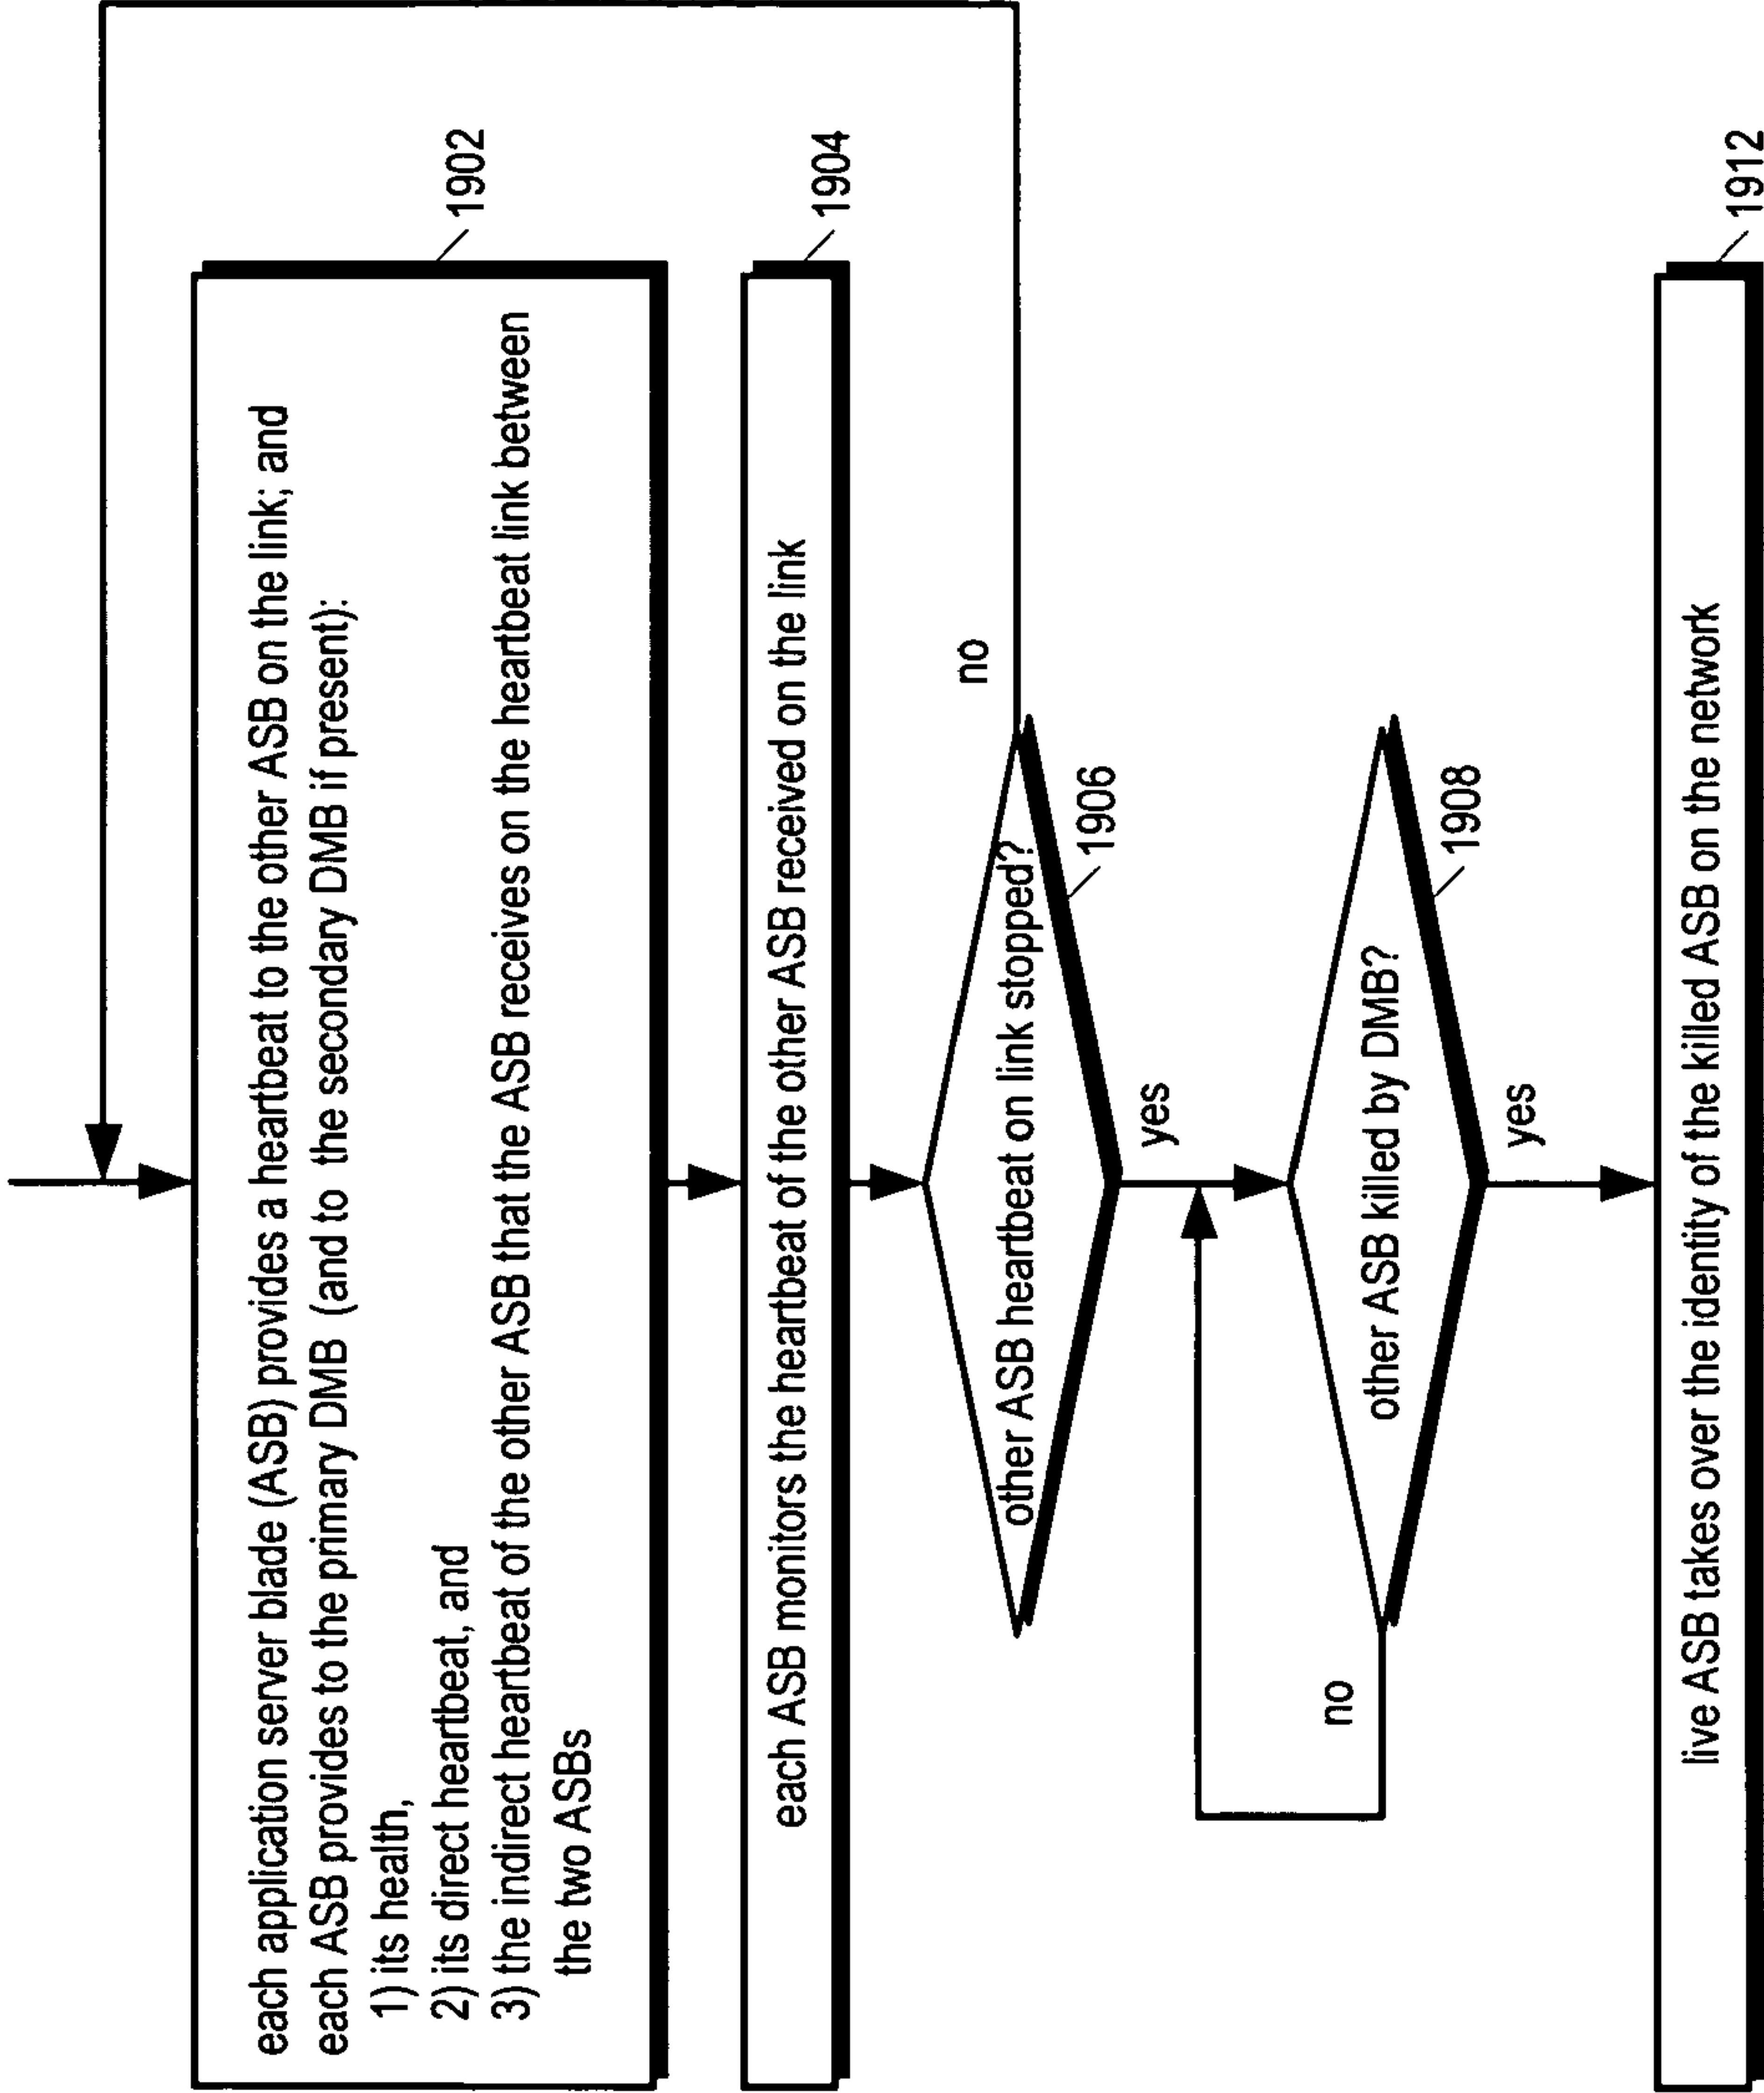 each application server blade (ASB) provides a heartbeat to the other ASB on the link; and
each ASB provides to the primary DMB (and to the secondary DMB if present):
1) its health,
2) its direct heartbeat, and
3) the indirect heartbeat of the other ASB that the ASB receives on the heartbeat link between
the two ASBs
1902
each ASB monitors the heartbeat of the other ASB received on the link
1904
other ASB heartbeat on link stopped?
no
1906
yes
other ASB killed by DMB?
no
1908
yes
live ASB takes over the identity of the killed ASB on the network
1912